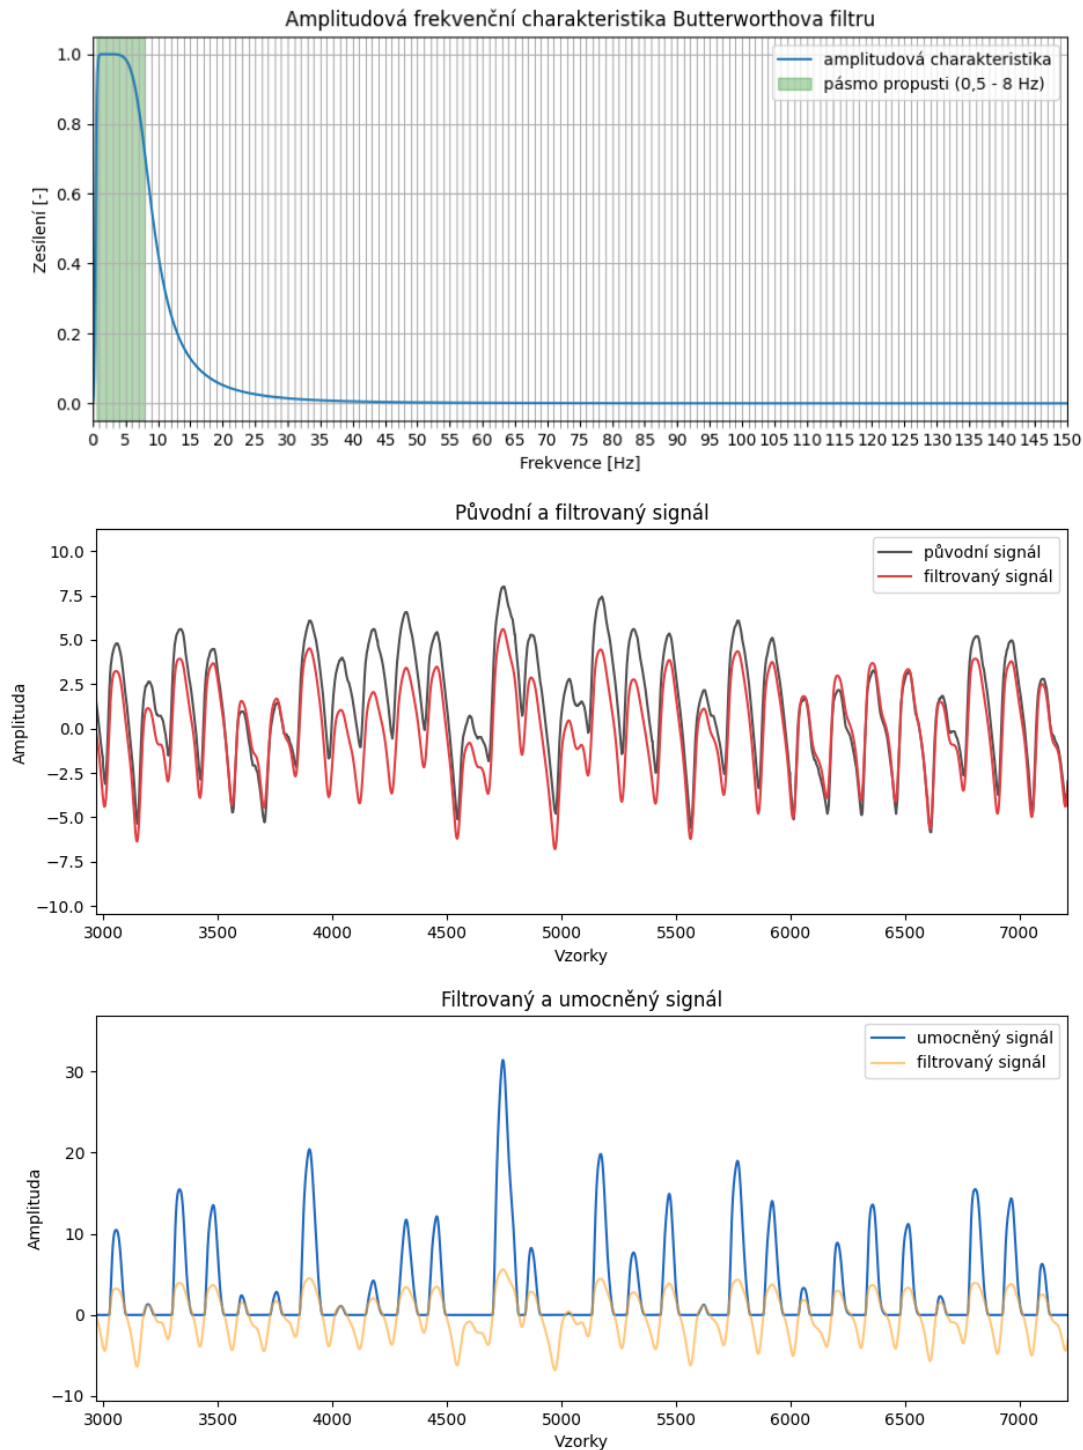 Amplitudová frekvenční charakteristika Butterworthova filtru
1.0
0.8
0.6
0.4
0.2
0.0
Zesílení [-]
amplitudová charakteristika
pásmo propusti (0,5 - 8 Hz)
0 5 10 15 20 25 30 35 40 45 50 55 60 65 70 75 80 85 90 95 100 105 110 115 120 125 130 135 140 145 150
Frekvence [Hz]
Původní a filtrovaný signál
10.0
7.5
5.0
2.5
0.0
−2.5
−5.0
−7.5
−10.0
Amplituda
původní signál
filtrovaný signál
3000 3500 4000 4500 5000 5500 6000 6500 7000
Vzorky
Filtrovaný a umocněný signál
30
20
10
0
−10
Amplituda
umocněný signál
filtrovaný signál
3000 3500 4000 4500 5000 5500 6000 6500 7000
Vzorky